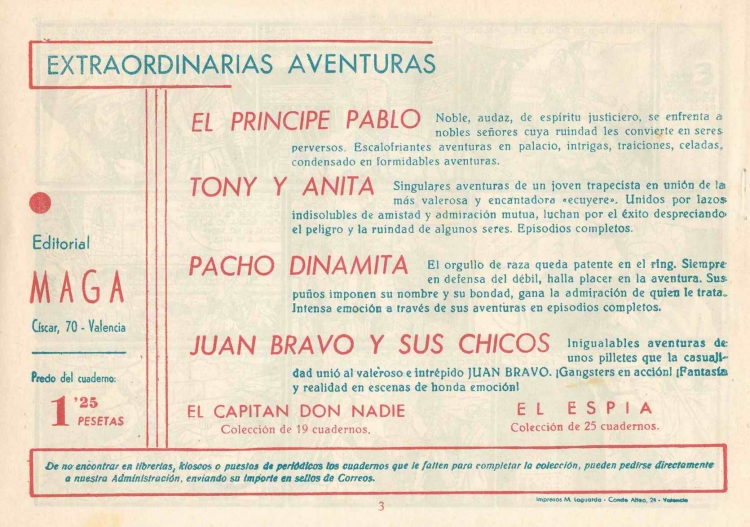 EXTRAORDINARIAS AVENTURAS
EL PRINCIPE PABLO Noble, audaz, de espíritu justiciero, se enfrenta a
nobles señores cuya ruindad les convierte en seres
perversos. Escalofriantes aventuras en palacio, intrigas, traiciones, celadas,
condensado en formidables aventuras.
TONY Y ANITA Singulares aventuras de un joven trapecista en unión de la
más valerosa y encantadora «ecuyere». Unidos por lazos
indisolubles de amistad y admiración mutua, luchan por el éxito despreciando
el peligro y la ruindad de algunos seres. Episodios completos.
PACHO DINAMITA El orgullo de raza queda patente en el ring. Siempre
en defensa del débil, halla placer en la aventura. Sus
puños imponen su nombre y su bondad, gana la admiración de quien le trata.
Intensa emoción a través de sus aventuras en episodios completos.
JUAN BRAVO Y SUS CHICOS Inigualables aventuras de
unos pilletes que la casuali-
dad unió al valeroso e intrépido JUAN BRAVO. ¡Gangsters en acción! ¡Fantasía
y realidad en escenas de honda emoción!
EL CAPITAN DON NADIE
Colección de 19 cuadernos.
EL ESPIA
Colección de 25 cuadernos.
Editorial
MAGA
Císcar, 70 - Valencia
Precio del cuaderno:
1'25
PESETAS
De no encontrar en librerías, kioscos o puestos de periódicos los cuadernos que le falten para completar la colección, pueden pedirse directamente
a nuestra Administración, enviando su importe en sellos de Correos.
Impresos M. Laguarda - Conde Altea, 24 - Valencia
3